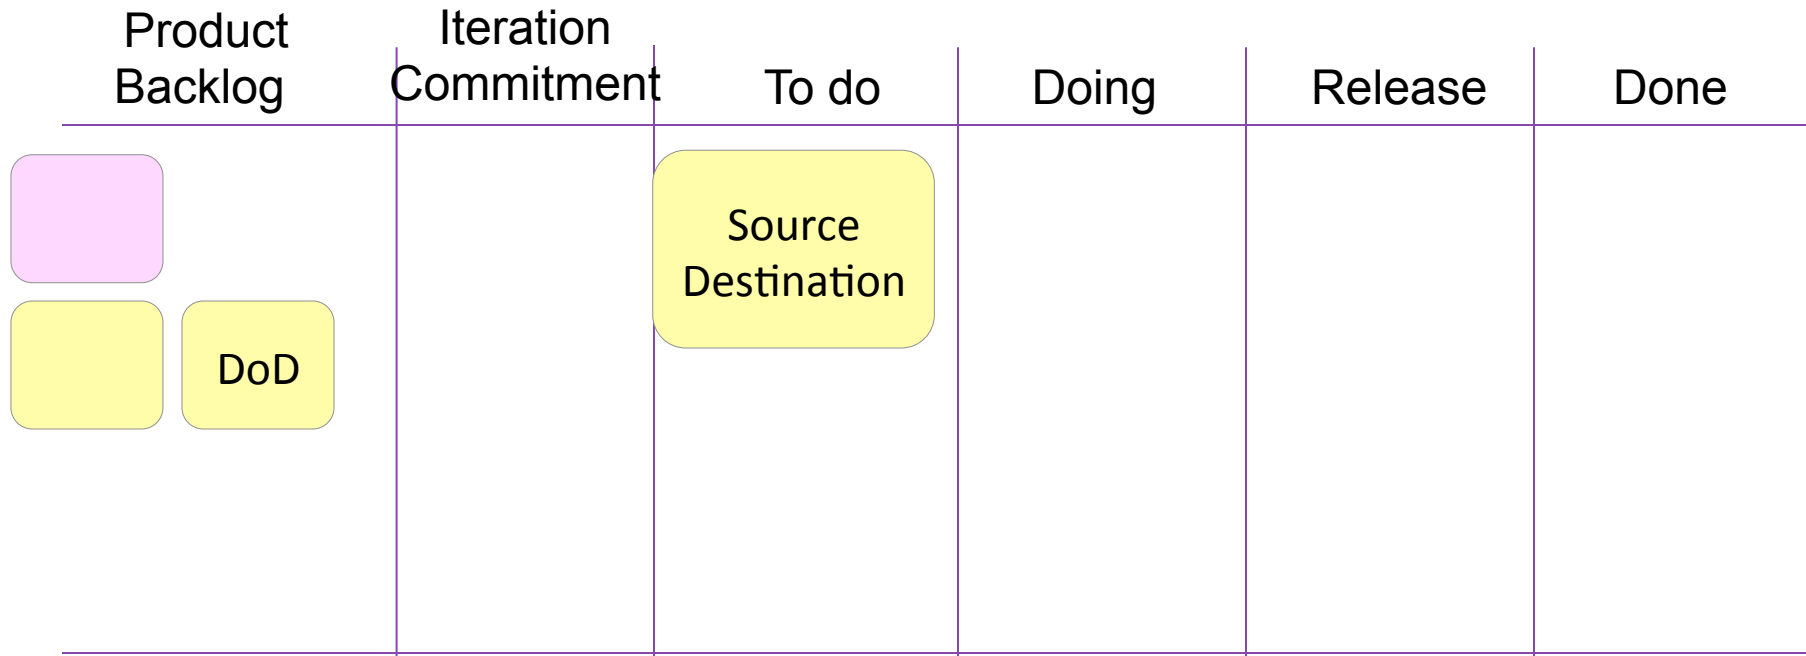 Product
Backlog
Iteration
Commitment
To do
Doing
Release
Done
Source
Destination
DoD